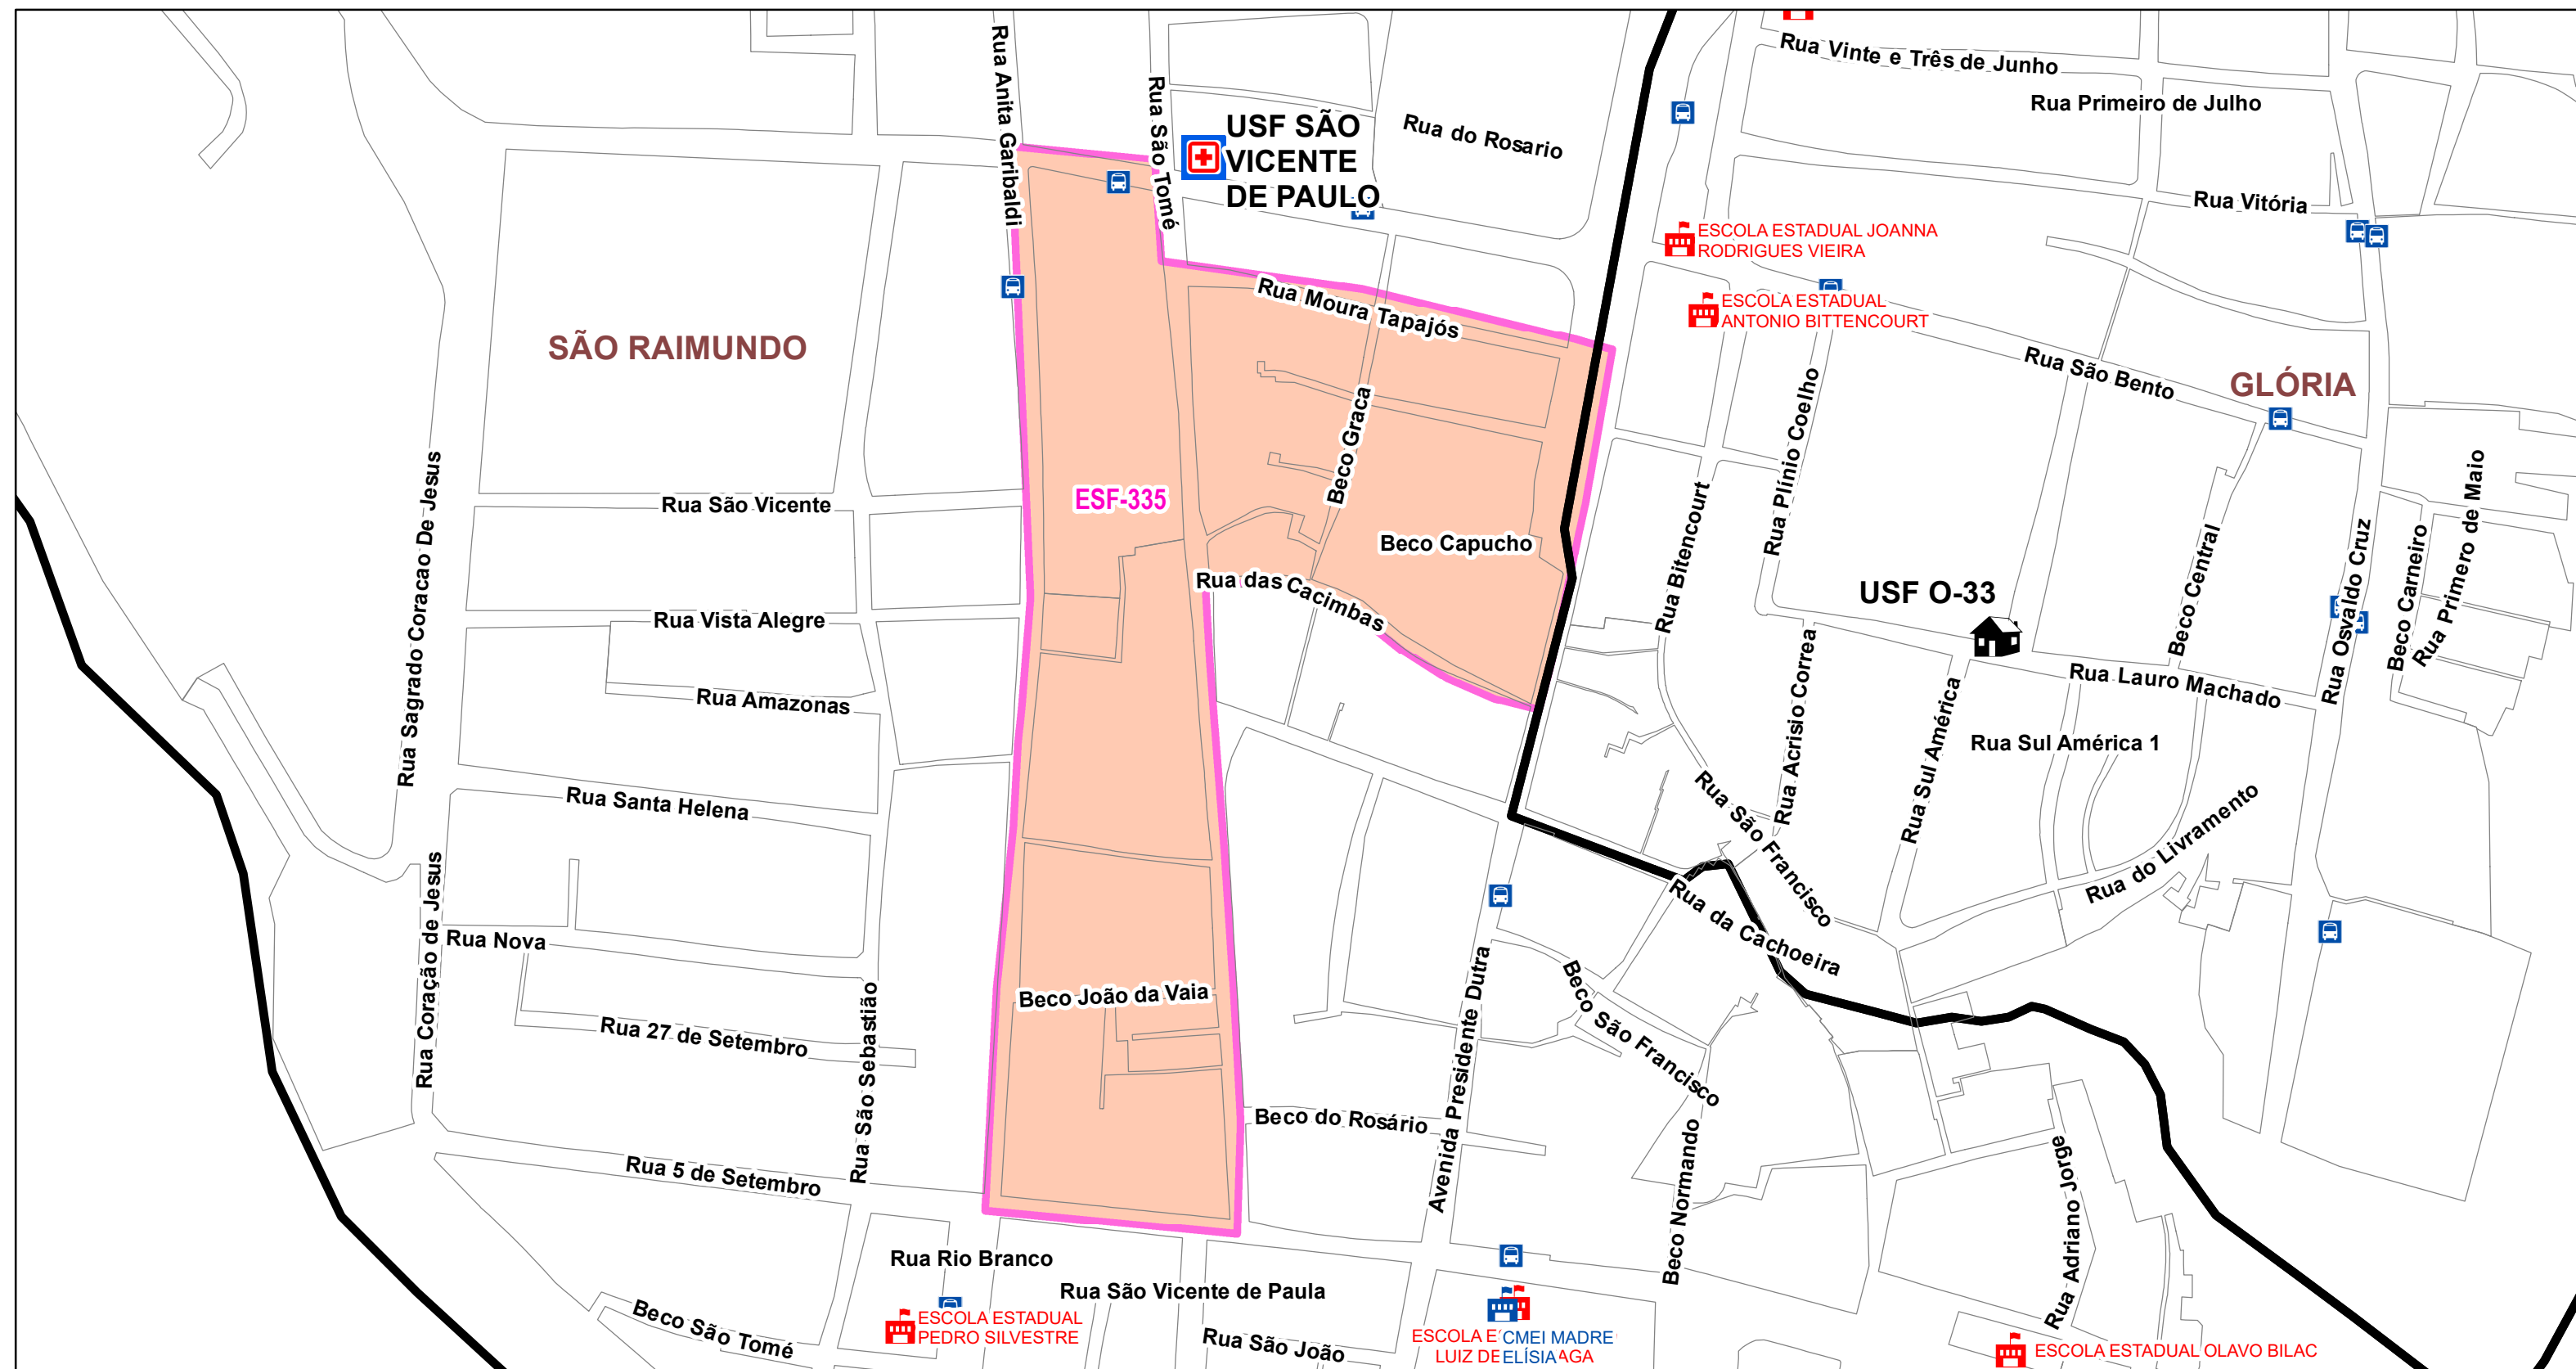 Rua Vinte e Três de Junho
Rua Primeiro de Julho
Rua Anita Garibaldi
Rua São Tomé
USF SÃO
VICENTE
DE PAULO
Rua do Rosario
Rua Vitória
ESCOLA ESTADUAL JOANNA
RODRIGUES VIEIRA
ESCOLA ESTADUAL
ANTONIO BITTENCOURT
Rua Moura Tapajós
SÃO RAIMUNDO
Rua São Bento
GLÓRIA
Rua Plínio Coelho
Beco Graca
ESF-335
Rua São Vicente
Beco Capucho
Rua Bitencourt
Rua Sagrado Coracao De Jesus
Rua das Cacimbas
USF O-33
Beco Central
Rua Osvaldo Cruz
Beco Carneiro
Rua Primero de Maio
Rua Vista Alegre
Rua Amazonas
Rua Acrisio Correa
Rua Lauro Machado
Rua Sul América
Rua Sul América 1
Rua Santa Helena
Rua São Francisco
Rua do Livramento
Rua Coração de Jesus
Rua Nova
Rua da Cachoeira
Beco João da Vaia
Rua 27 de Setembro
Rua São Sebastião
Avenida Presidente Dutra
Beco São Francisco
Beco do Rosário
Rua 5 de Setembro
Beco Normando
Rua Adriano Jorge
Rua Rio Branco
Rua São Vicente de Paula
ESCOLA ESTADUAL
PEDRO SILVESTRE
Beco São Tomé
Rua São João
ESCOLA E
CMEI MADRE
LUIZ DE
ELÍSIA
AGA
ESCOLA ESTADUAL OLAVO BILAC